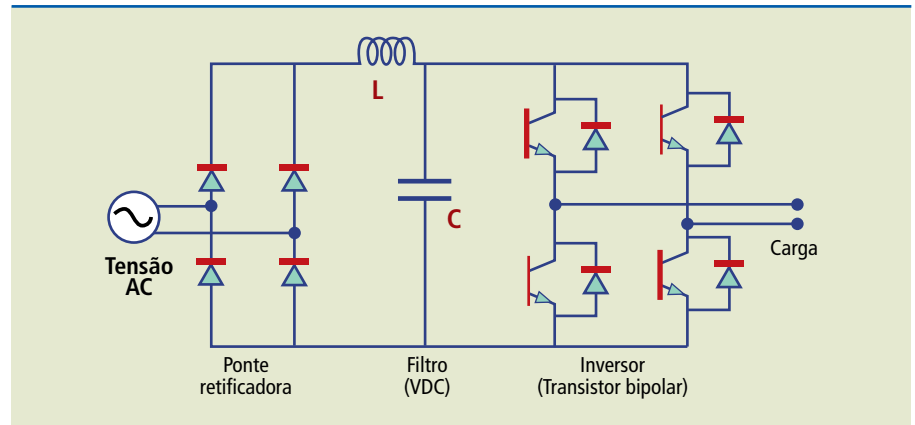 L
C
Tensão
AC
Carga
Ponte
retificadora
Filtro
(VDC)
Inversor
(Transistor bipolar)